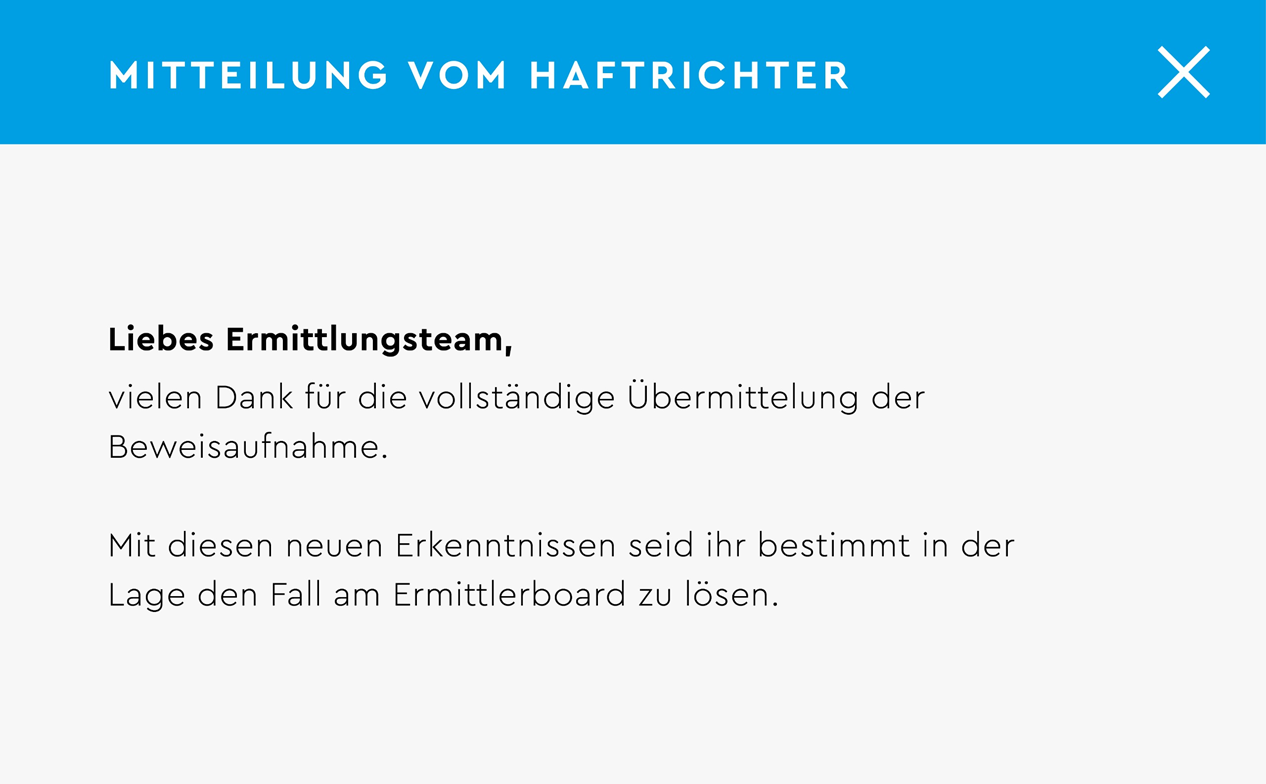 MITTEILUNG VOM HAFTRICHTER
Liebes Ermittlungsteam,
vielen Dank für die vollständige Übermittelung der
Beweisaufnahme.
Mit diesen neuen Erkenntnissen seid ihr bestimmt in der
Lage den Fall am Ermittlerboard zu lösen.